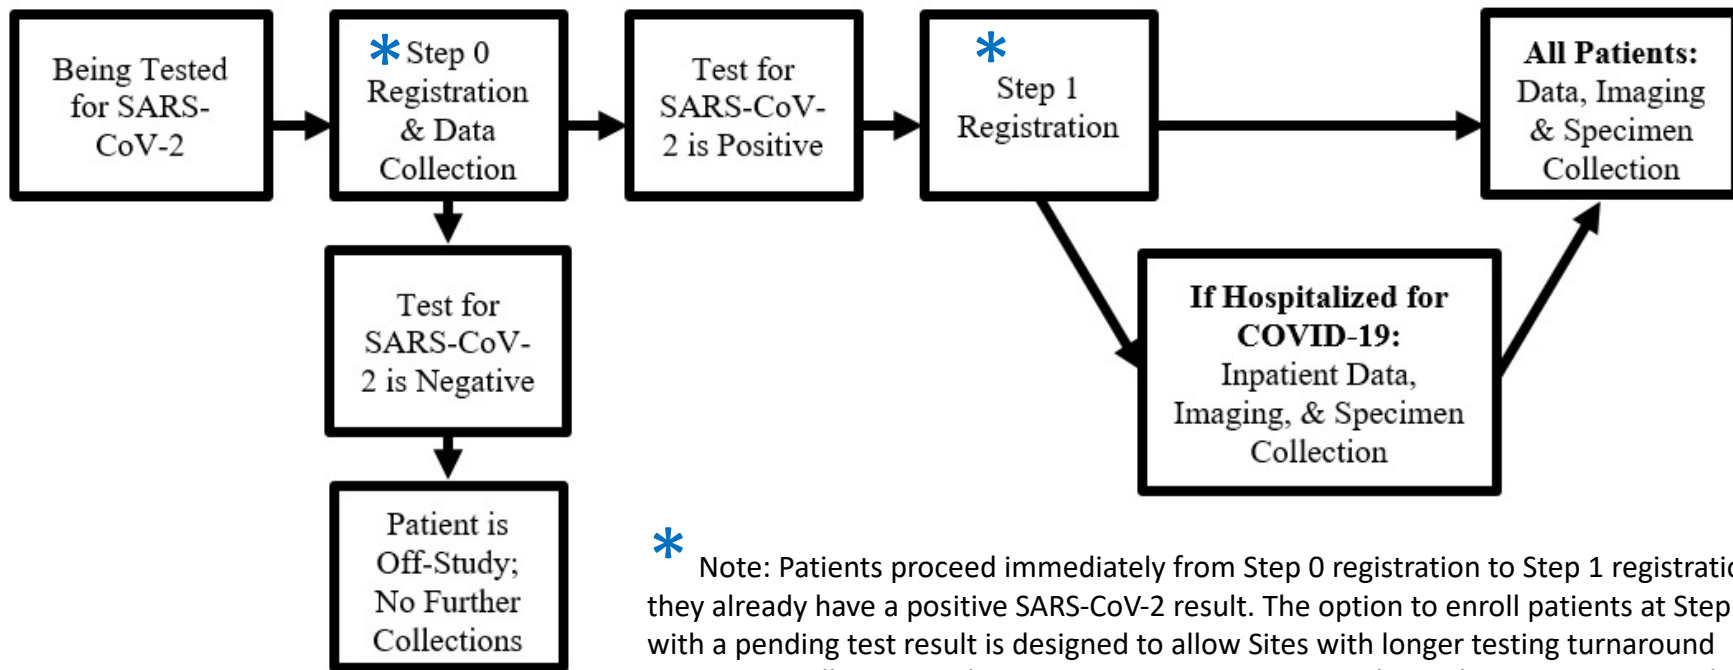 Being Tested
for SARS-
CoV-2
* Step 0
Registration
& Data
Collection
Test for
SARS-CoV-
2 is Positive
*
Step 1
Registration
All Patients:
Data, Imaging
& Specimen
Collection
Test for
SARS-CoV-
2 is Negative
If Hospitalized for
COVID-19:
Inpatient Data,
Imaging, & Specimen
Collection
Patient is
Off-Study;
No Further
Collections
* Note: Patients proceed immediately from Step 0 registration to Step 1 registratio
they already have a positive SARS-CoV-2 result. The option to enroll patients at Step
with a pending test result is designed to allow Sites with longer testing turnaround